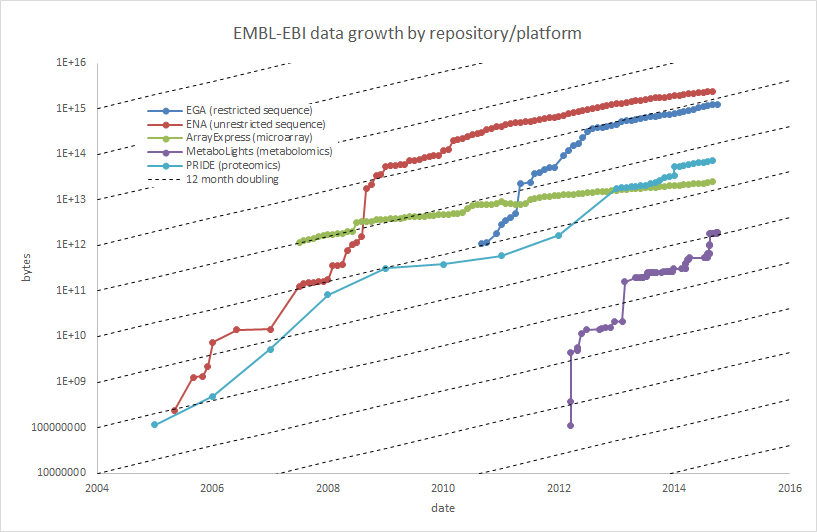 EMBL-EBI data growth by repository/platform
1E+16
1E+15
1E+14
1E+13
1E+12
1E+11
1E+10
1E+09
100000000
10000000
bytes
EGA (restricted sequence)
ENA (unrestricted sequence)
ArrayExpress (microarray)
MetaboLights (metabolomics)
PRIDE (proteomics)
12 month doubling
2004 2006 2008 2010 2012 2014 2016
date